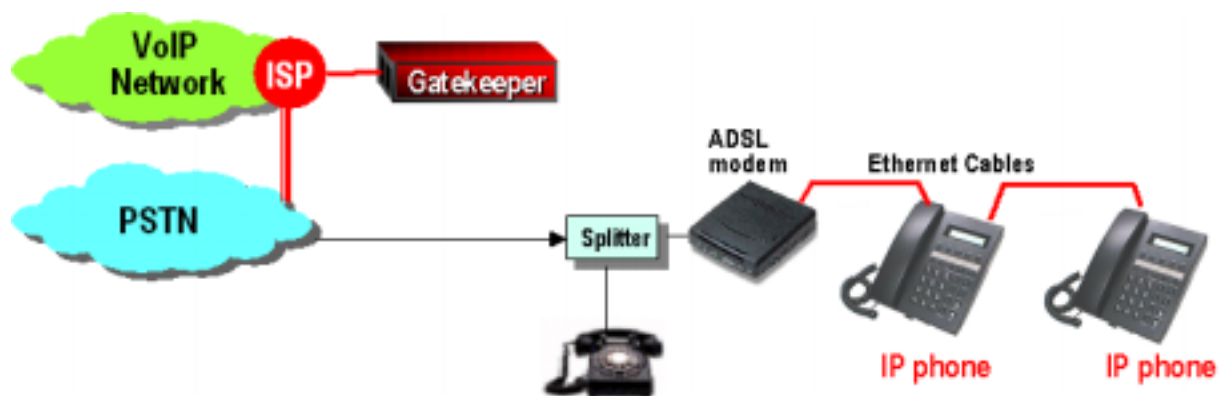 VoIP
Network
ISP
Gatekeeper
PSTN
Splitter
ADSL
modem
Ethernet Cables
IP phone
IP phone